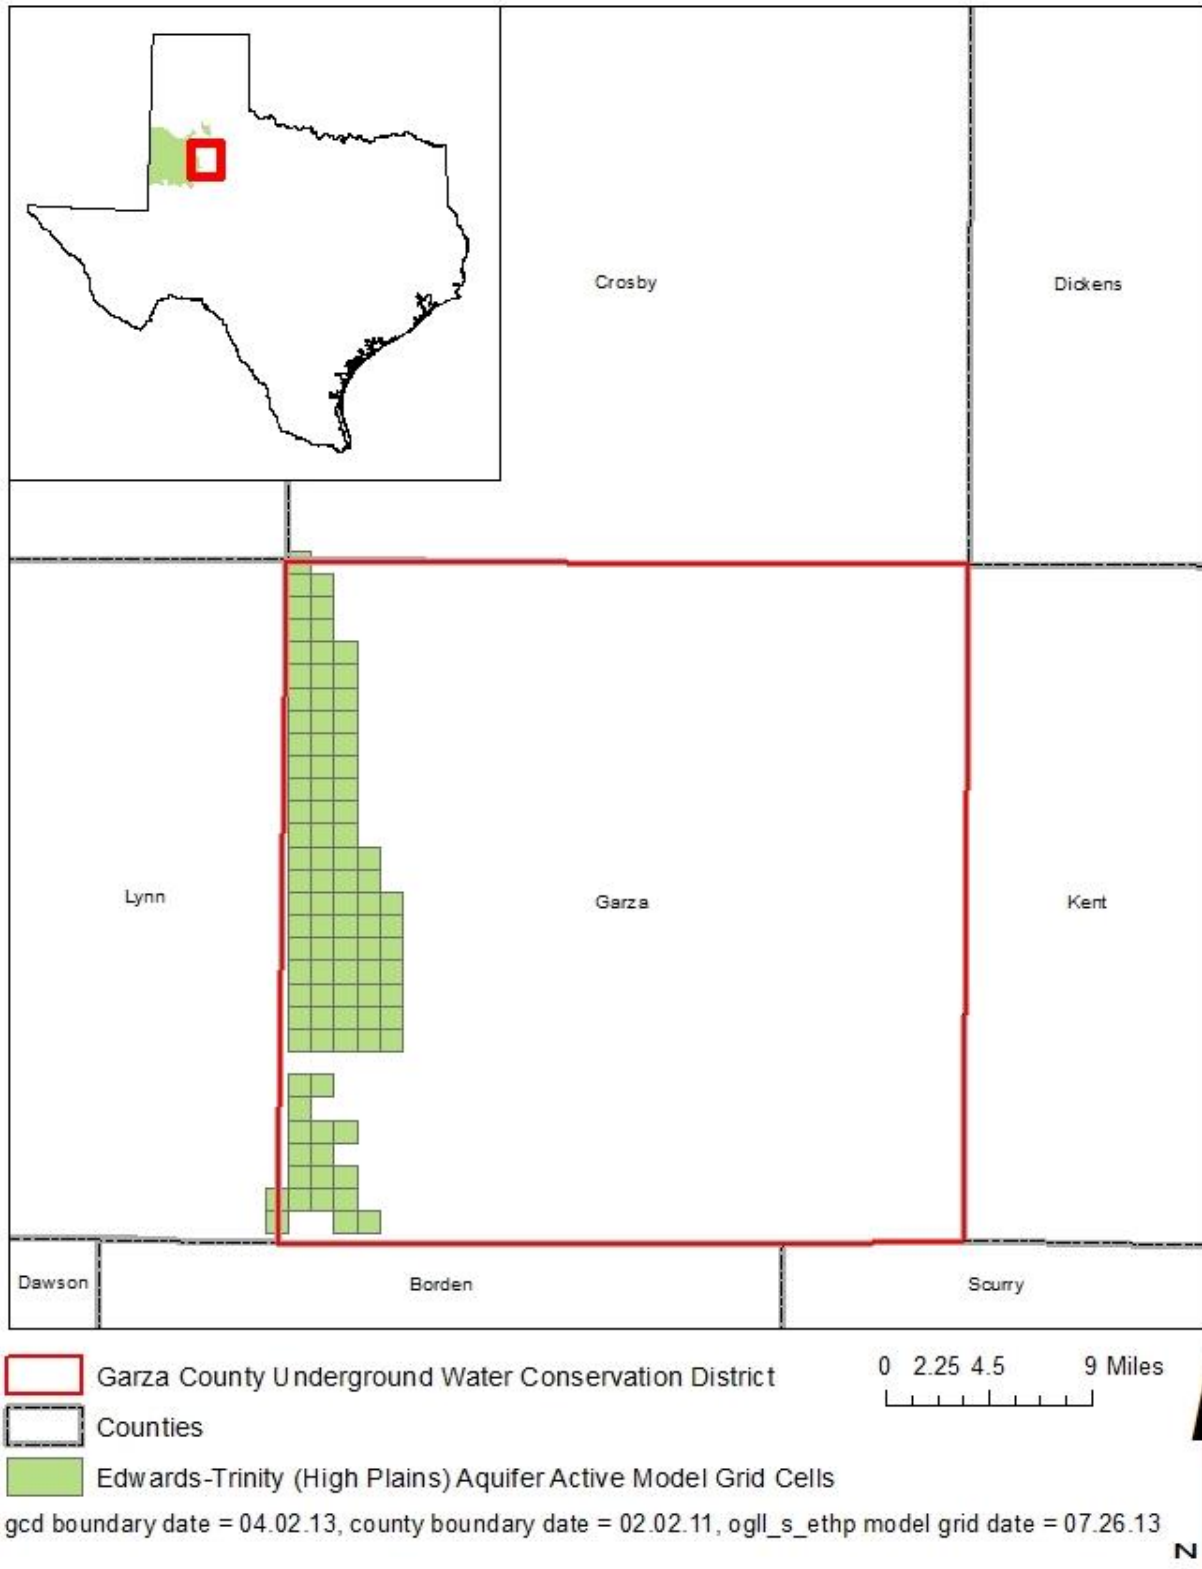 Crosby
Dickens
Lynn
Garza
Kent
Dawson
Borden
Scurry
0 2.25 4.5 9 Miles
Garza County Underground Water Conservation District
Counties
Edwards-Trinity (High Plains) Aquifer Active Model Grid Cells
gcd boundary date = 04.02.13, county boundary date = 02.02.11, ogll_s_ethp model grid date = 07.26.13
N